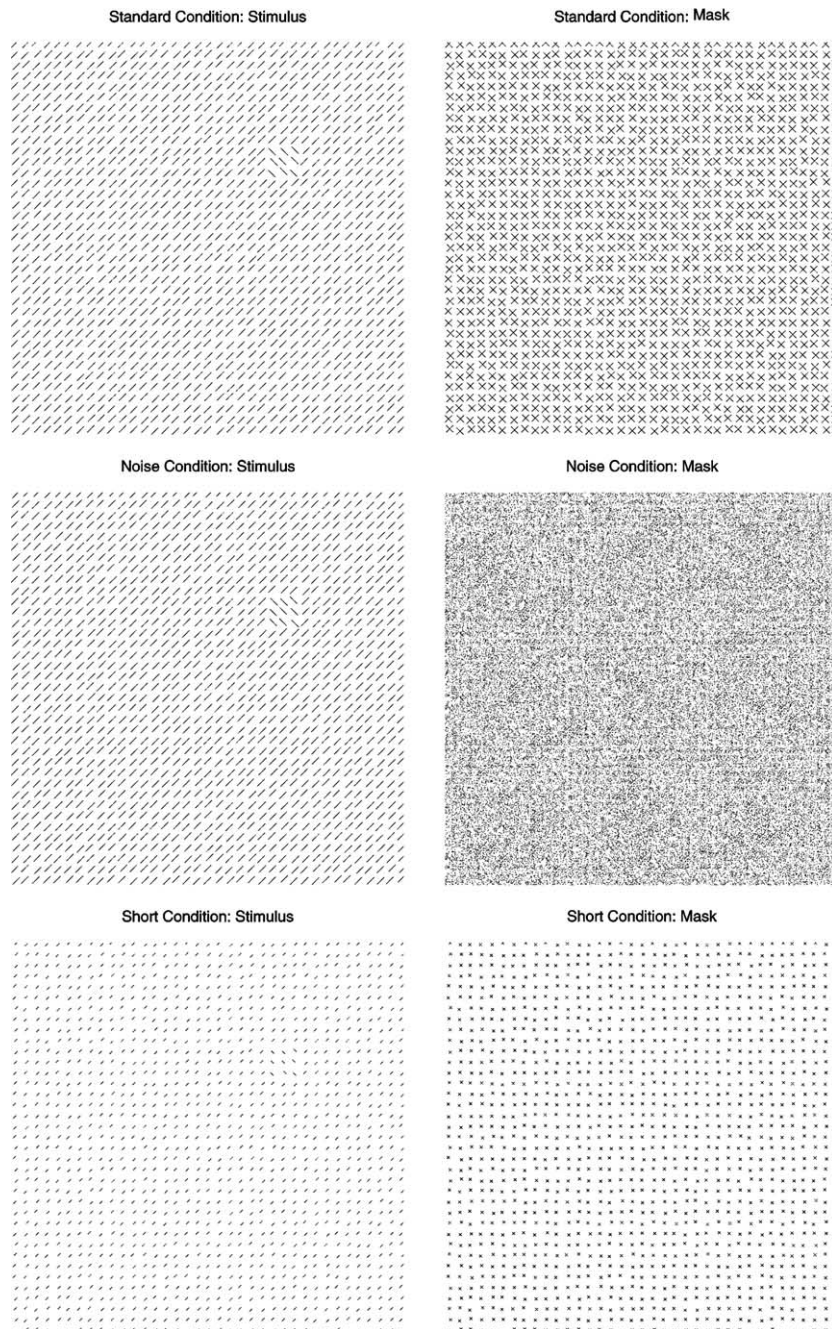 Standard Condition: Stimulus
Standard Condition: Mask
Noise Condition: Stimulus
Noise Condition: Mask
Short Condition: Stimulus
Short Condition: Mask